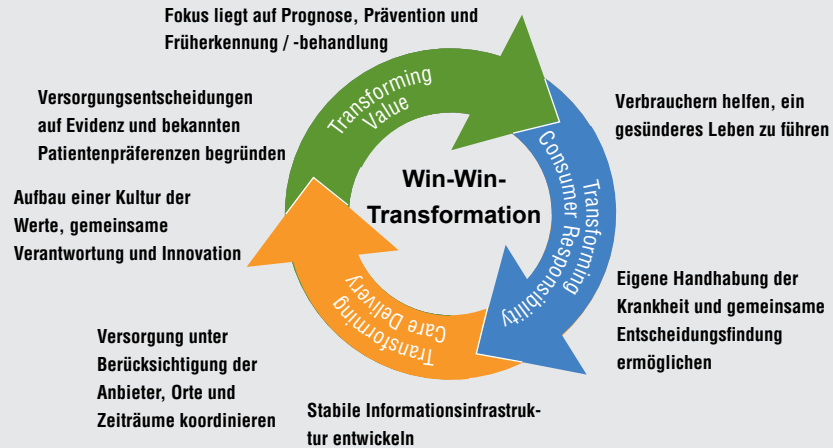 Fokus liegt auf Prognose, Prävention und
Früherkennung / -behandlung
Versorgungsentscheidungen
auf Evidenz und bekannten
Patientenpräferenzen begründen
Aufbau einer Kultur der
Werte, gemeinsame
Verantwortung und Innovation
Versorgung unter
Berücksichtigung der
Anbieter, Orte und
Zeiträume koordinieren
Stabile Informationsinfrastruk-
tur entwickeln
Verbrauchern helfen, ein
gesünderes Leben zu führen
Eigene Handhabung der
Krankheit und gemeinsame
Entscheidungsfindung
ermöglichen
Transforming
Value
Transforming
Consumer Responsibility
Transforming
Care Delivery
Win-Win-
Transformation